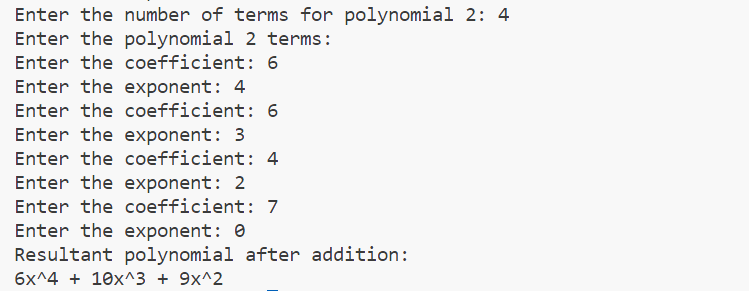 Enter the number of terms for polynomial 2: 4
Enter the polynomial 2 terms:
Enter the coefficient: 6
Enter the exponent: 4
Enter the coefficient: 6
Enter the exponent: 3
Enter the coefficient: 4
Enter the exponent: 2
Enter the coefficient: 7
Enter the exponent: 0
Resultant polynomial after addition:
6x^4 + 10x^3 + 9x^2